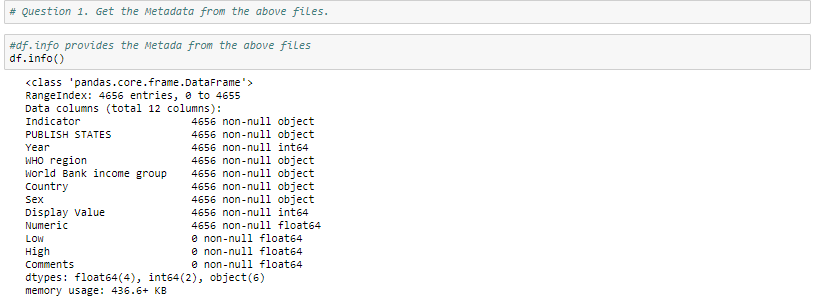 # Question 1. Get the Metadata from the above files.
#df.info provides the Metada from the above files
df.info()
<class 'pandas.core.frame.DataFrame'>
RangeIndex: 4656 entries, 0 to 4655
Data columns (total 12 columns):
Indicator                  4656 non-null object
PUBLISH STATES             4656 non-null object
Year                       4656 non-null int64
WHO region                 4656 non-null object
World Bank income group    4656 non-null object
Country                    4656 non-null object
Sex                        4656 non-null object
Display Value              4656 non-null int64
Numeric                    4656 non-null float64
Low                        0 non-null float64
High                       0 non-null float64
Comments                   0 non-null float64
dtypes: float64(4), int64(2), object(6)
memory usage: 436.6+ KB